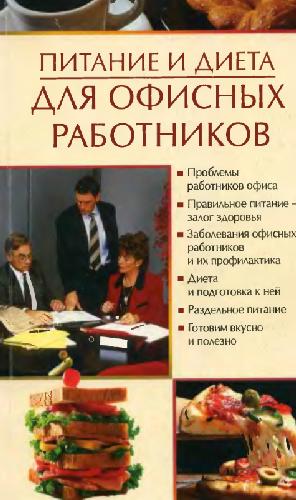 ПИТАНИЕ И ДИЕТА
ДЛЯ ОФИСНЫХ
РАБОТНИКОВ
■ Проблемы
работников офиса
■ Правильное питание –
залог здоровья
■ Заболевания офисных
работников
и их профилактика
■ Диета
и подготовка к ней
■ Раздельное питание
■ Готовим вкусно
и полезно